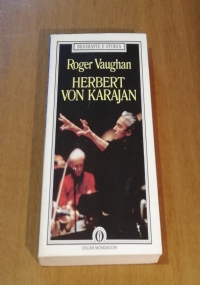 BIOGRAFIE E STORIA
Roger Vaughan
HERBERT
VON KARAJAN
OSCAR MONDADORI